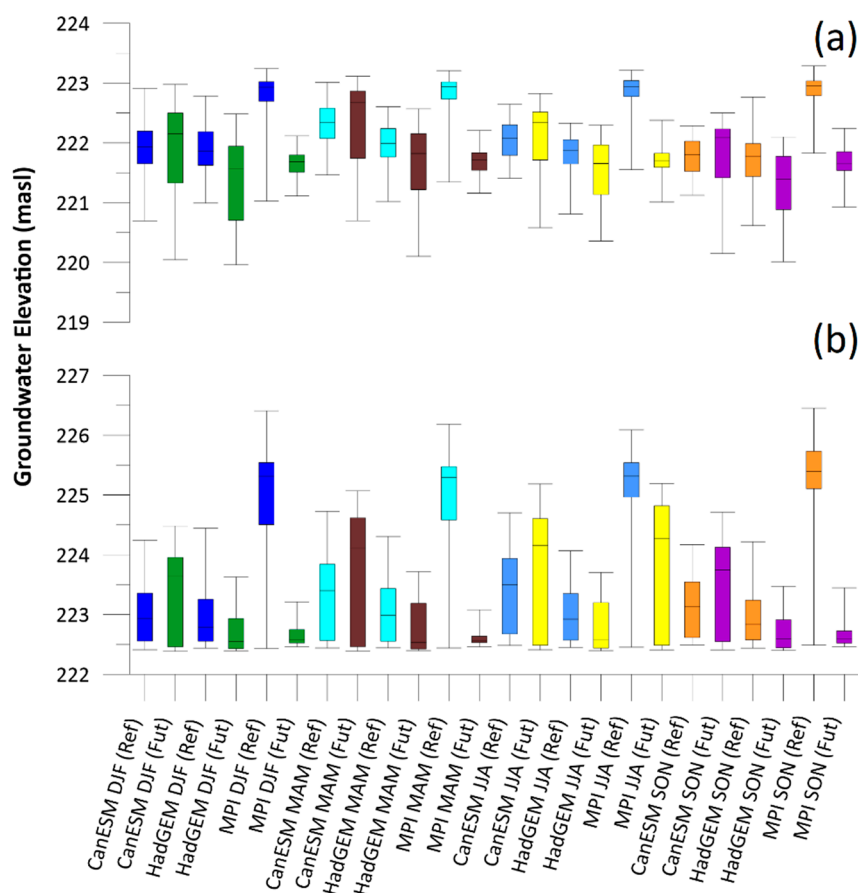 (a)
224
223
222
221
220
219
Groundwater Elevation (masl)
(b)
227
226
225
224
223
222
CanESM DJF (Ref)
CanESM DJF (Fut)
HadGEM DJF (Ref)
HadGEM DJF (Fut)
MPI DJF (Ref)
MPI DJF (Fut)
CanESM MAM (Ref)
CanESM MAM (Fut)
HadGEM MAM (Ref)
HadGEM MAM (Fut)
MPI MAM (Ref)
MPI MAM (Fut)
CanESM JJA (Ref)
CanESM JJA (Fut)
HadGEM JJA (Ref)
HadGEM JJA (Fut)
MPI JJA (Ref)
MPI JJA (Fut)
CanESM SON (Ref)
CanESM SON (Fut)
HadGEM SON (Ref)
HadGEM SON (Fut)
MPI SON (Ref)
MPI SON (Fut)